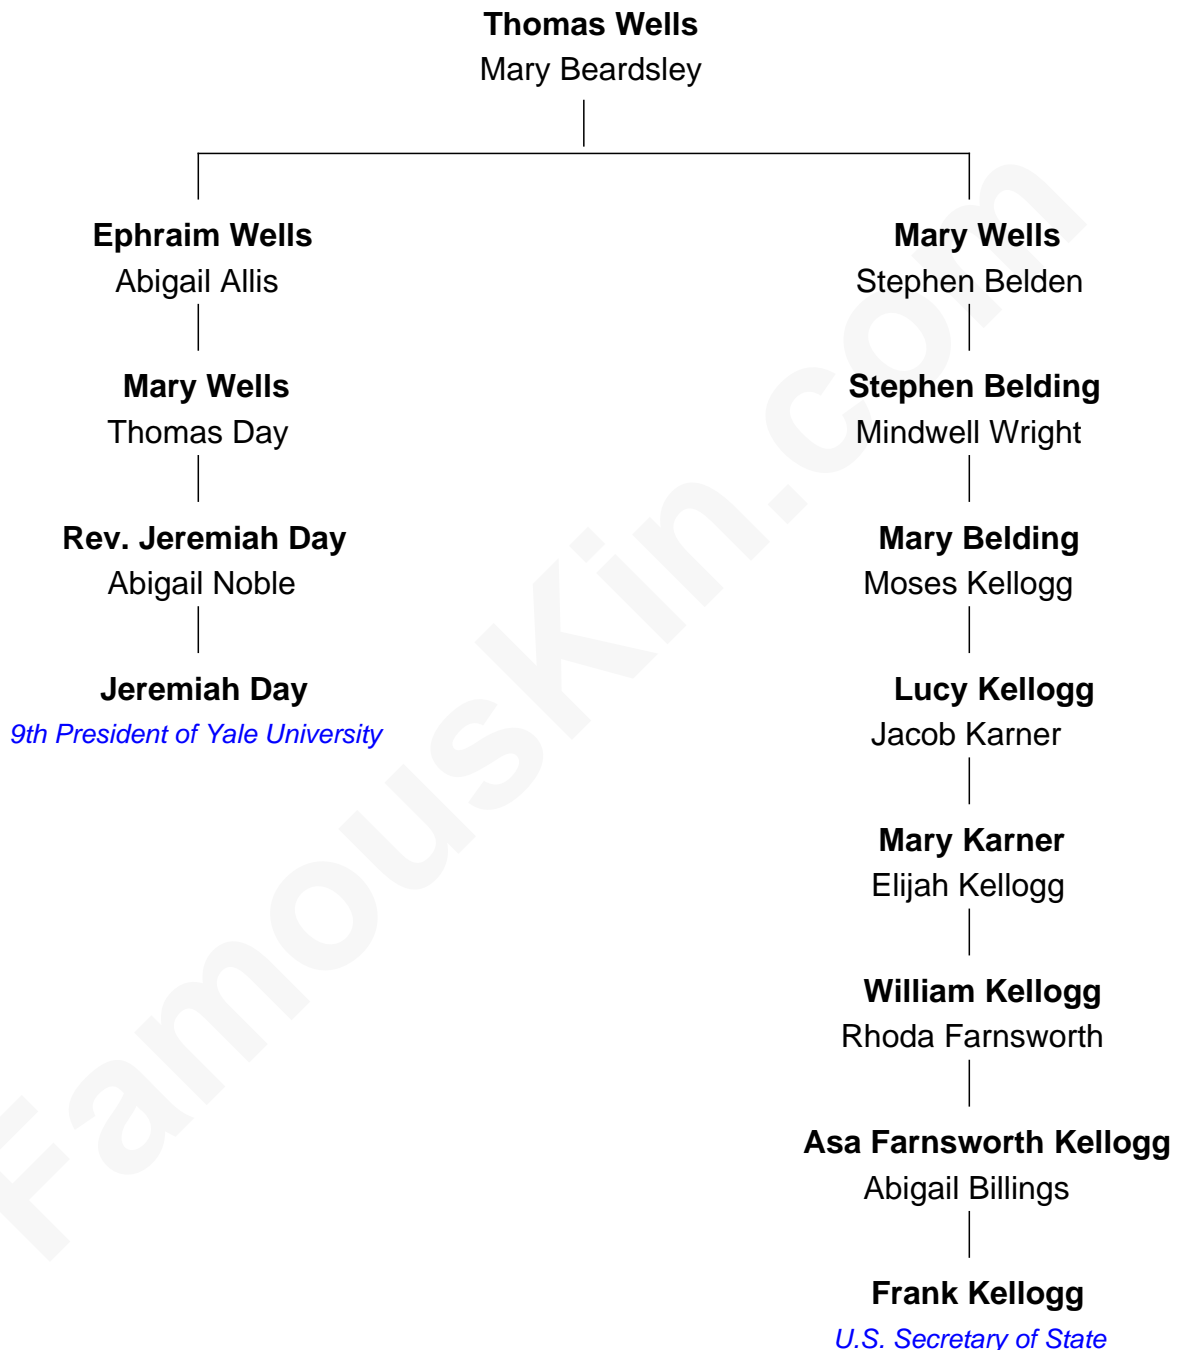 Thomas Wells
Mary Beardsley
Ephraim Wells
Abigail Allis
Mary Wells
Thomas Day
Rev. Jeremiah Day
Abigail Noble
Jeremiah Day
9th President of Yale University
Mary Wells
Stephen Belden
Stephen Belding
Mindwell Wright
Mary Belding
Moses Kellogg
Lucy Kellogg
Jacob Karner
Mary Karner
Elijah Kellogg
William Kellogg
Rhoda Farnsworth
Asa Farnsworth Kellogg
Abigail Billings
Frank Kellogg
U.S. Secretary of State
FamousKin.com